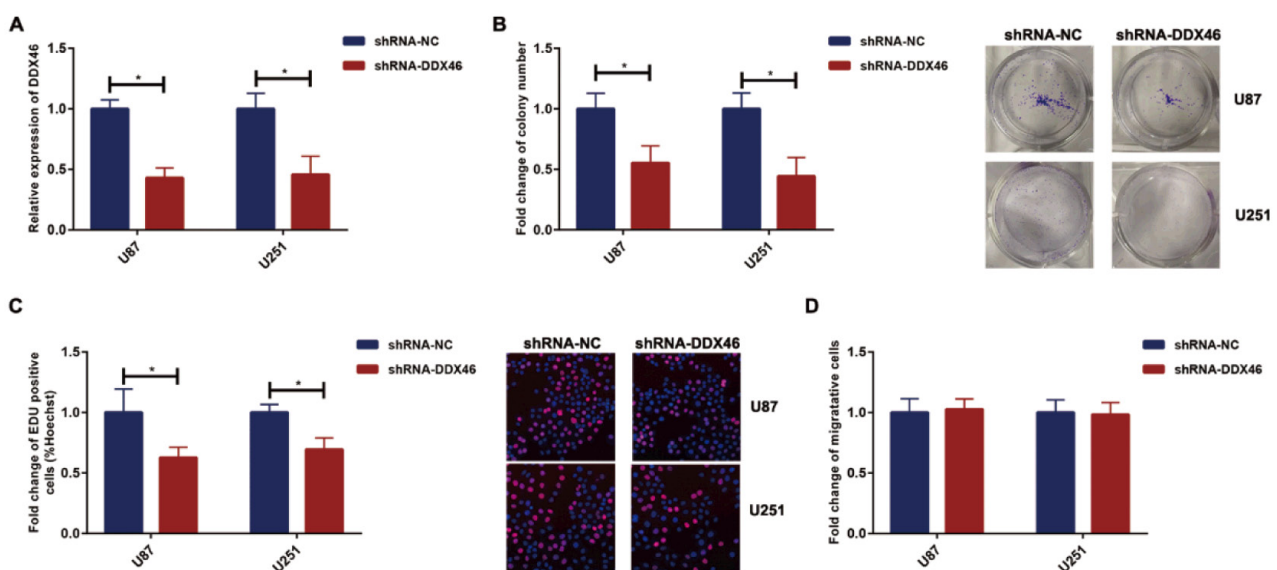 A
Relative expression of DDX46
1.5
1.0
0.5
0.0
*
*
U87
U251
shRNA-NC
shRNA-DDX46
B
Fold change of colony number
1.5
1.0
0.5
0.0
*
*
U87
U251
shRNA-NC
shRNA-DDX46
shRNA-NC shRNA-DDX46
U87
U251
C
Fold change of EDU positive
cells (%Hoechst)
1.5
1.0
0.5
0.0
*
*
U87
U251
shRNA-NC
shRNA-DDX46
shRNA-NC shRNA-DDX46
U87
U251
D
Fold change of migratative cells
1.5
1.0
0.5
0.0
U87
U251
shRNA-NC
shRNA-DDX46